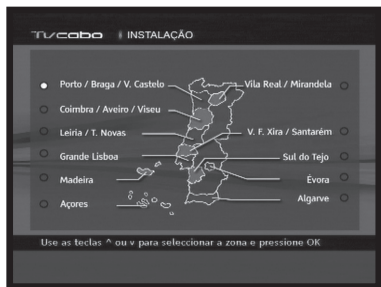 TVcabo INSTALAÇÃO
Porto / Braga / V. Castelo
Vila Real / Mirandela
Coimbra / Aveiro / Viseu
Leiria / T. Novas
V. F. Xira / Santarém
Grande Lisboa
Sul do Tejo
Madeira
Évora
Açores
Algarve
Use as teclas ^ ou v para seleccionar a zona e pressione OK